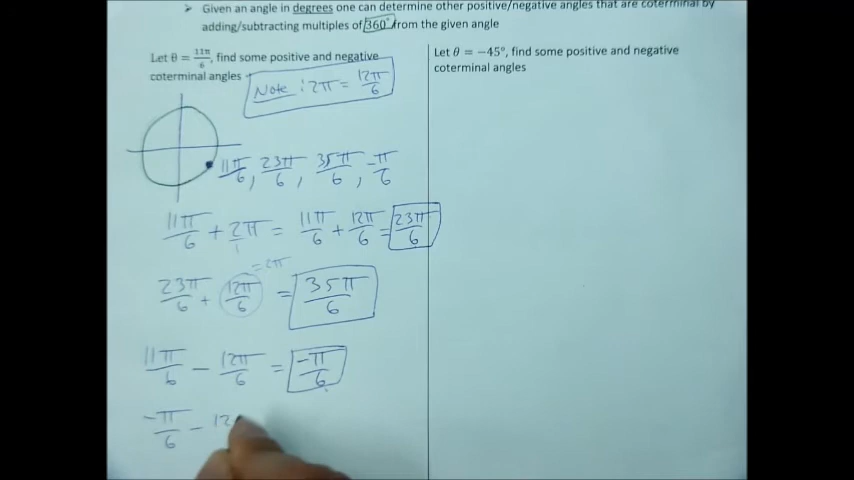 ➢ Given an angle in degrees one can determine other positive/negative angles that are coterminal by
adding/subtracting multiples of 360° from the given angle
Let θ = 11π/6, find some positive and negative
coterminal angles
Note : 2π = 12π/6
11π/6, 23π/6, 35π/6, -π/6
11π/6 + 2π/1 = 11π/6 + 12π/6 = 23π/6
= 2π
23π/6 + 12π/6 = 35π/6
11π/6 - 12π/6 = -π/6
-π/6 - 12
Let θ = −45°, find some positive and negative
coterminal angles